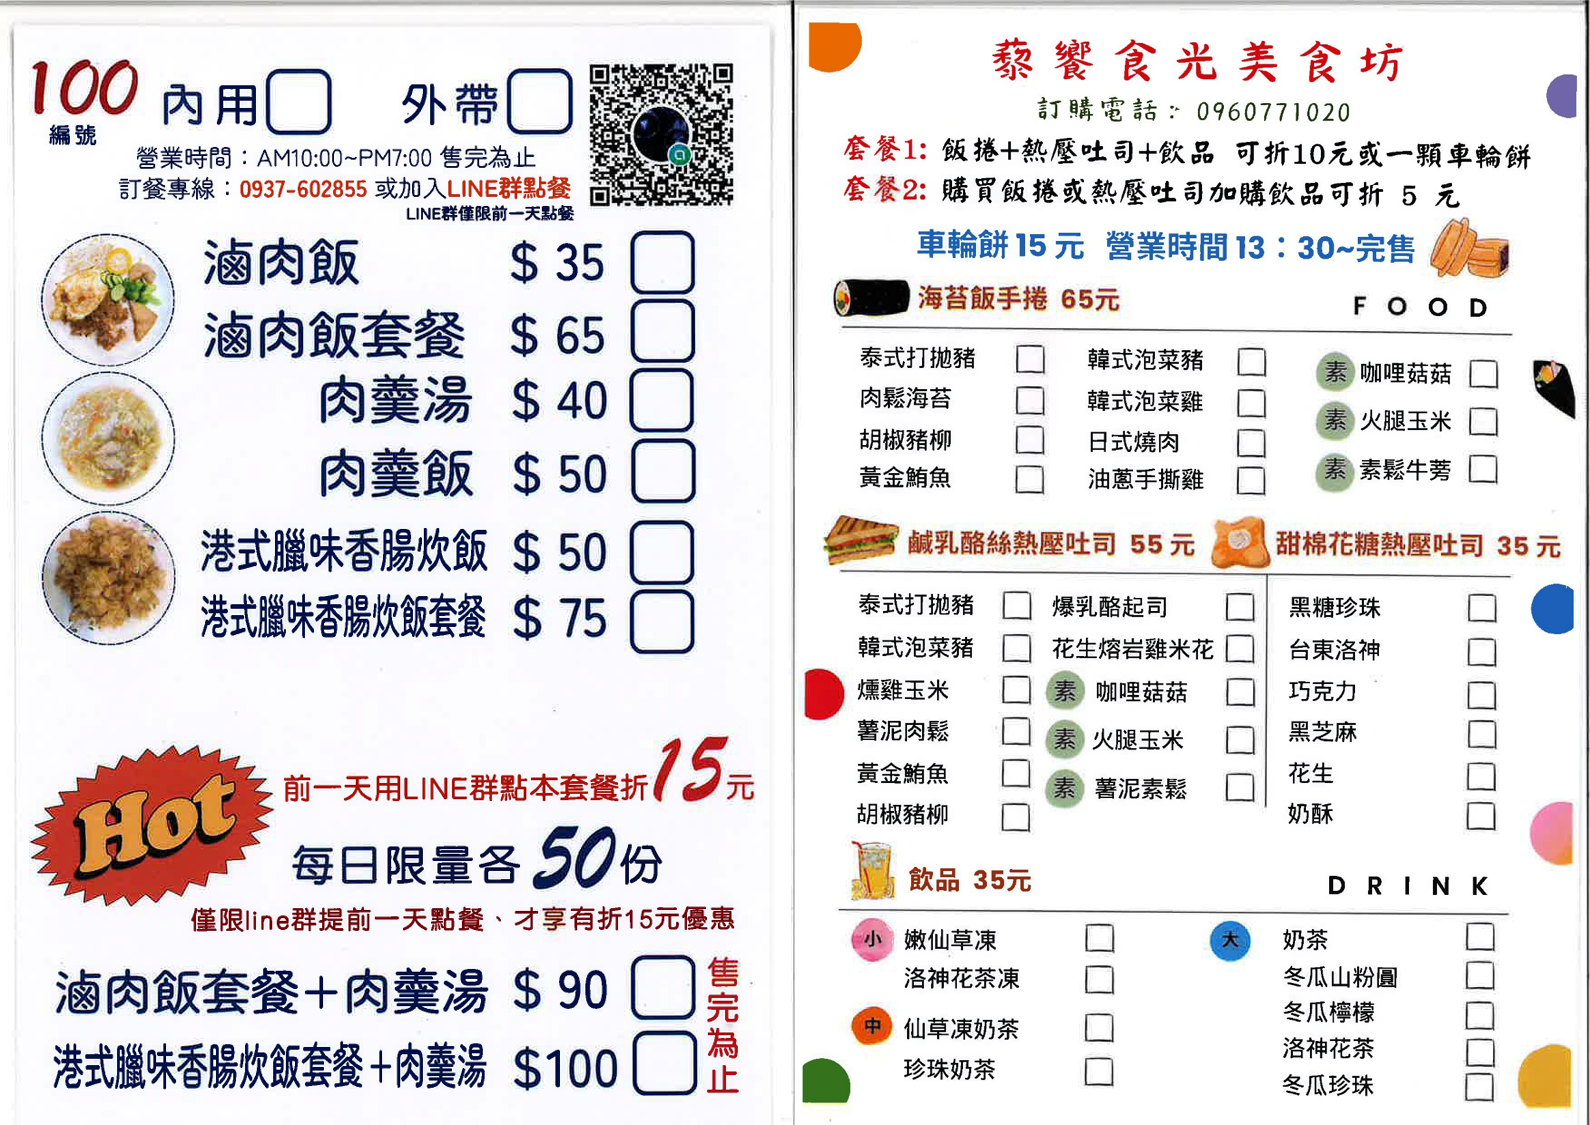 100
編號
內用
外帶
營業時間：AM10:00~PM7:00 售完為止
訂餐專線：0937-602855 或加入LINE群點餐
LINE群僅限前一天點餐
滷肉飯 $ 35
滷肉飯套餐 $ 65
肉羹湯 $ 40
肉羹飯 $ 50
港式臘味香腸炊飯 $ 50
港式臘味香腸炊飯套餐 $ 75
Hot
前一天用LINE群點本套餐折15元
每日限量各50份
僅限line群提前一天點餐、才享有折15元優惠
滷肉飯套餐＋肉羹湯 $ 90
港式臘味香腸炊飯套餐＋肉羹湯 $100
售完為止
藜饗食光美食坊
訂購電話：0960771020
套餐1: 飯捲+熱壓吐司+飲品 可折10元或一顆車輪餅
套餐2: 購買飯捲或熱壓吐司加購飲品可折 5 元
車輪餅 15 元 營業時間 13：30~完售
海苔飯手捲 65元
FOOD
泰式打拋豬
肉鬆海苔
胡椒豬柳
黃金鮪魚
韓式泡菜豬
韓式泡菜雞
日式燒肉
油蔥手撕雞
素 咖哩菇菇
素 火腿玉米
素 素鬆牛蒡
鹹乳酪絲熱壓吐司 55 元
泰式打拋豬
韓式泡菜豬
燻雞玉米
薯泥肉鬆
黃金鮪魚
胡椒豬柳
爆乳酪起司
花生熔岩雞米花
素 咖哩菇菇
素 火腿玉米
素 薯泥素鬆
甜棉花糖熱壓吐司 35 元
黑糖珍珠
台東洛神
巧克力
黑芝麻
花生
奶酥
飲品 35元
DRINK
小 嫩仙草凍
洛神花茶凍
中 仙草凍奶茶
珍珠奶茶
大 奶茶
冬瓜山粉圓
冬瓜檸檬
洛神花茶
冬瓜珍珠